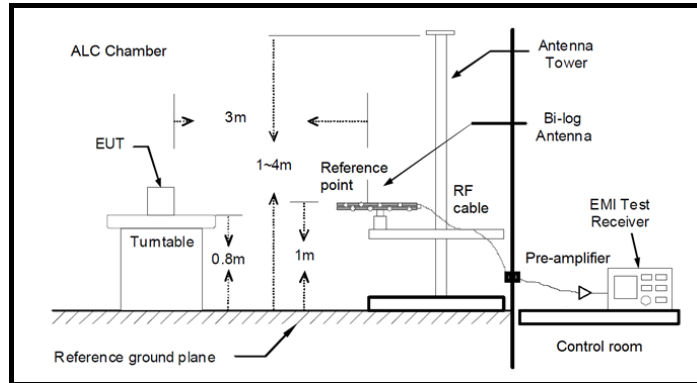 ALC Chamber
Antenna
Tower
3m
Bi-log
Antenna
EUT
1~4m
Reference
point
RF
cable
EMI Test
Receiver
Turntable
0.8m
1m
Pre-amplifier
Reference ground plane
Control room